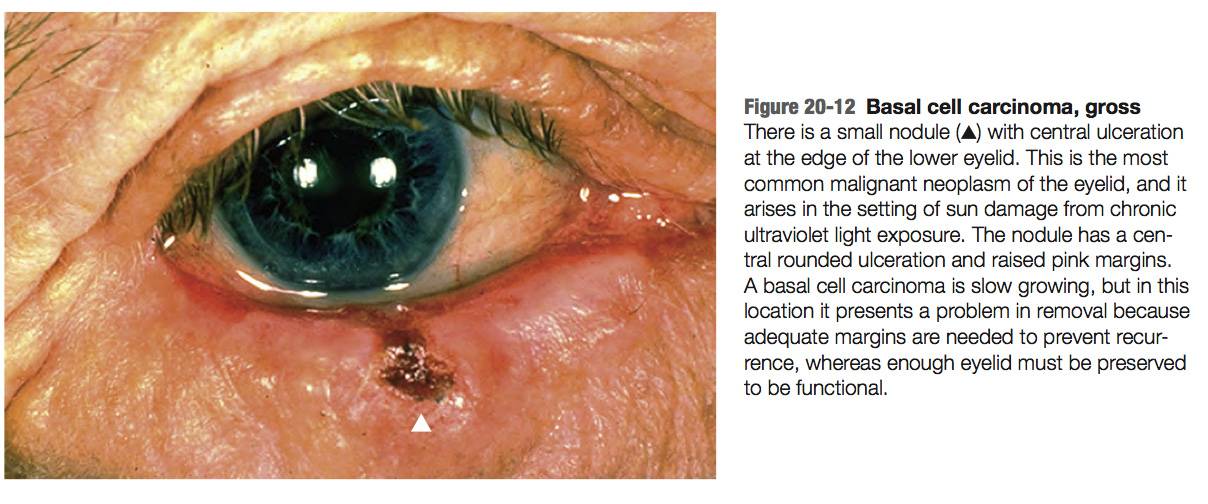 Figure 20-12 Basal cell carcinoma, gross
There is a small nodule (▲) with central ulceration
at the edge of the lower eyelid. This is the most
common malignant neoplasm of the eyelid, and it
arises in the setting of sun damage from chronic
ultraviolet light exposure. The nodule has a cen-
tral rounded ulceration and raised pink margins.
A basal cell carcinoma is slow growing, but in this
location it presents a problem in removal because
adequate margins are needed to prevent recur-
rence, whereas enough eyelid must be preserved
to be functional.